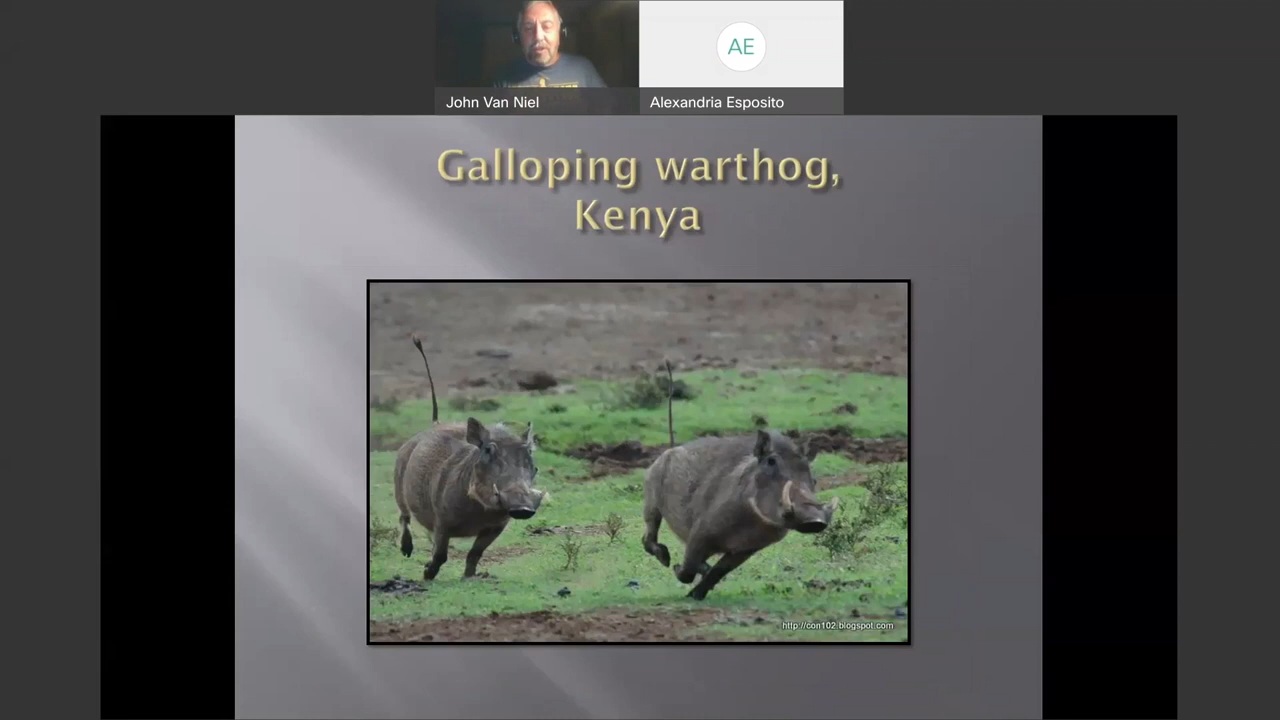 AE
John Van Niel
Alexandria Esposito
Galloping warthog,
Kenya
http://con102.blogspot.com